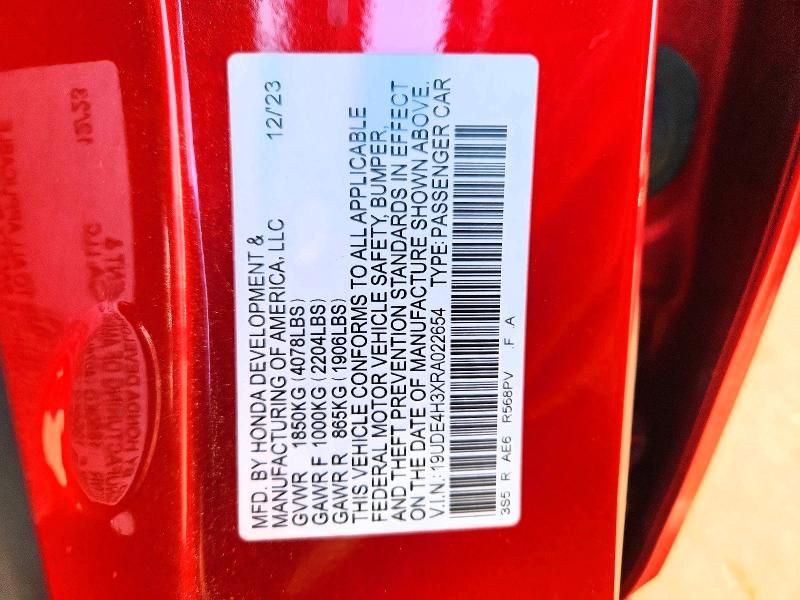 MFD. BY HONDA DEVELOPMENT &
MANUFACTURING OF AMERICA, LLC 12/'23
GVWR 1850KG (4078LBS)
GAWR F 1000KG (2204LBS)
GAWR R 865KG (1906LBS)
THIS VEHICLE CONFORMS TO ALL APPLICABLE
FEDERAL MOTOR VEHICLE SAFETY, BUMPER,
AND THEFT PREVENTION STANDARDS IN EFFECT
ON THE DATE OF MANUFACTURE SHOWN ABOVE.
V.I.N.: 19UDE4H3XRA022654 TYPE: PASSENGER CAR
3S5 R AE6 R568PV .F .A